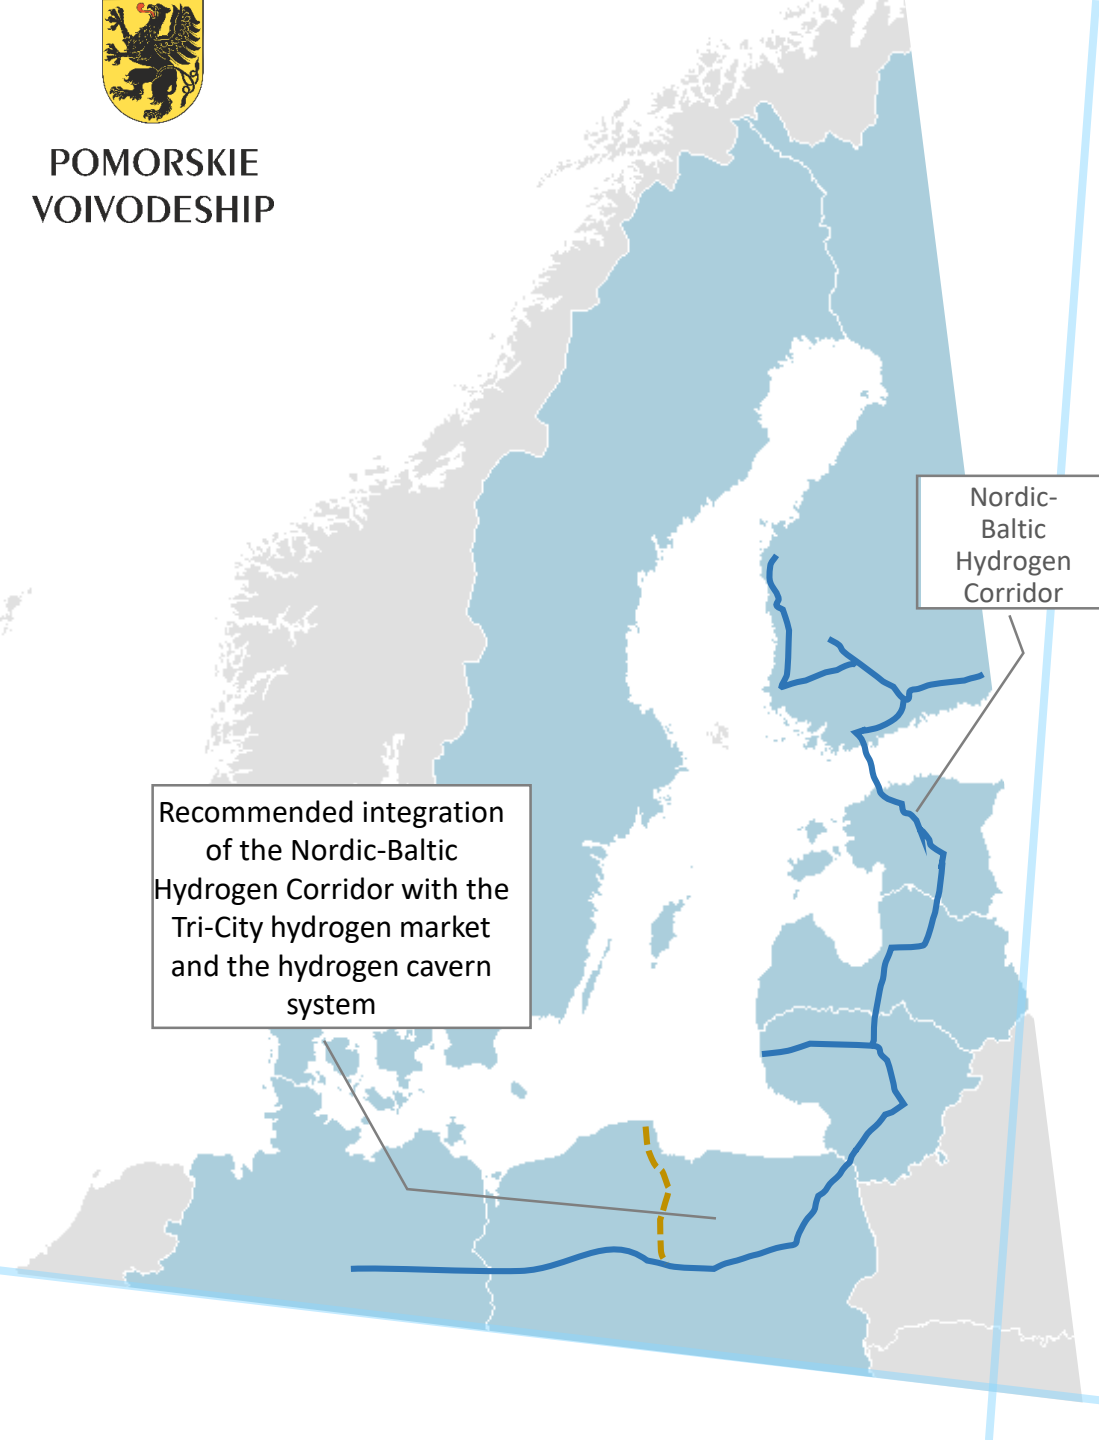 POMORSKIE
VOIVODESHIP
Nordic-
Baltic
Hydrogen
Corridor
Recommended integration
of the Nordic-Baltic
Hydrogen Corridor with the
Tri-City hydrogen market
and the hydrogen cavern
system